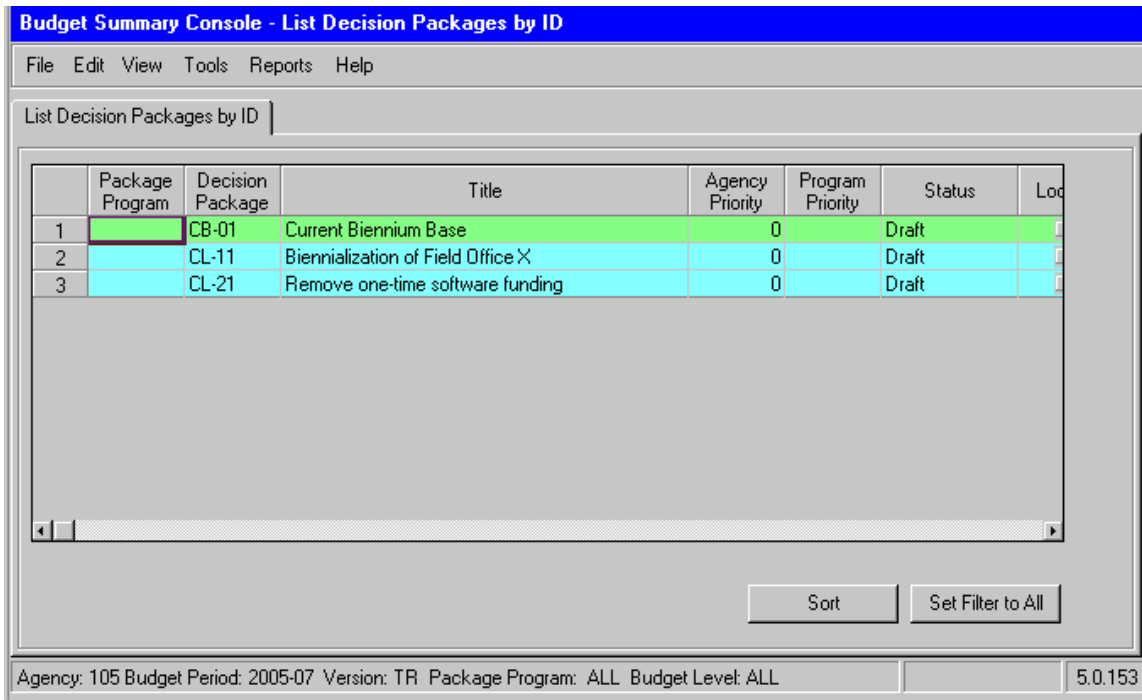 Budget Summary Console - List Decision Packages by ID
File Edit View Tools Reports Help
List Decision Packages by ID
Package Program Decision Package Title Agency Priority Program Priority Status Loc
1 CB-01 Current Biennium Base 0 Draft
2 CL-11 Biennialization of Field Office X 0 Draft
3 CL-21 Remove one-time software funding 0 Draft
Sort Set Filter to All
Agency: 105 Budget Period: 2005-07 Version: TR Package Program: ALL Budget Level: ALL 5.0.153